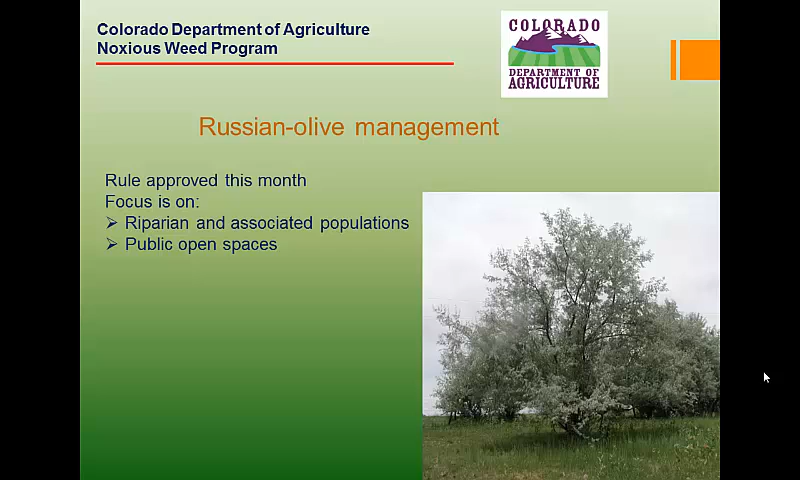 Colorado Department of Agriculture
Noxious Weed Program
COLORADO
DEPARTMENT OF
AGRICULTURE
Russian-olive management
Rule approved this month
Focus is on:
➢ Riparian and associated populations
➢ Public open spaces